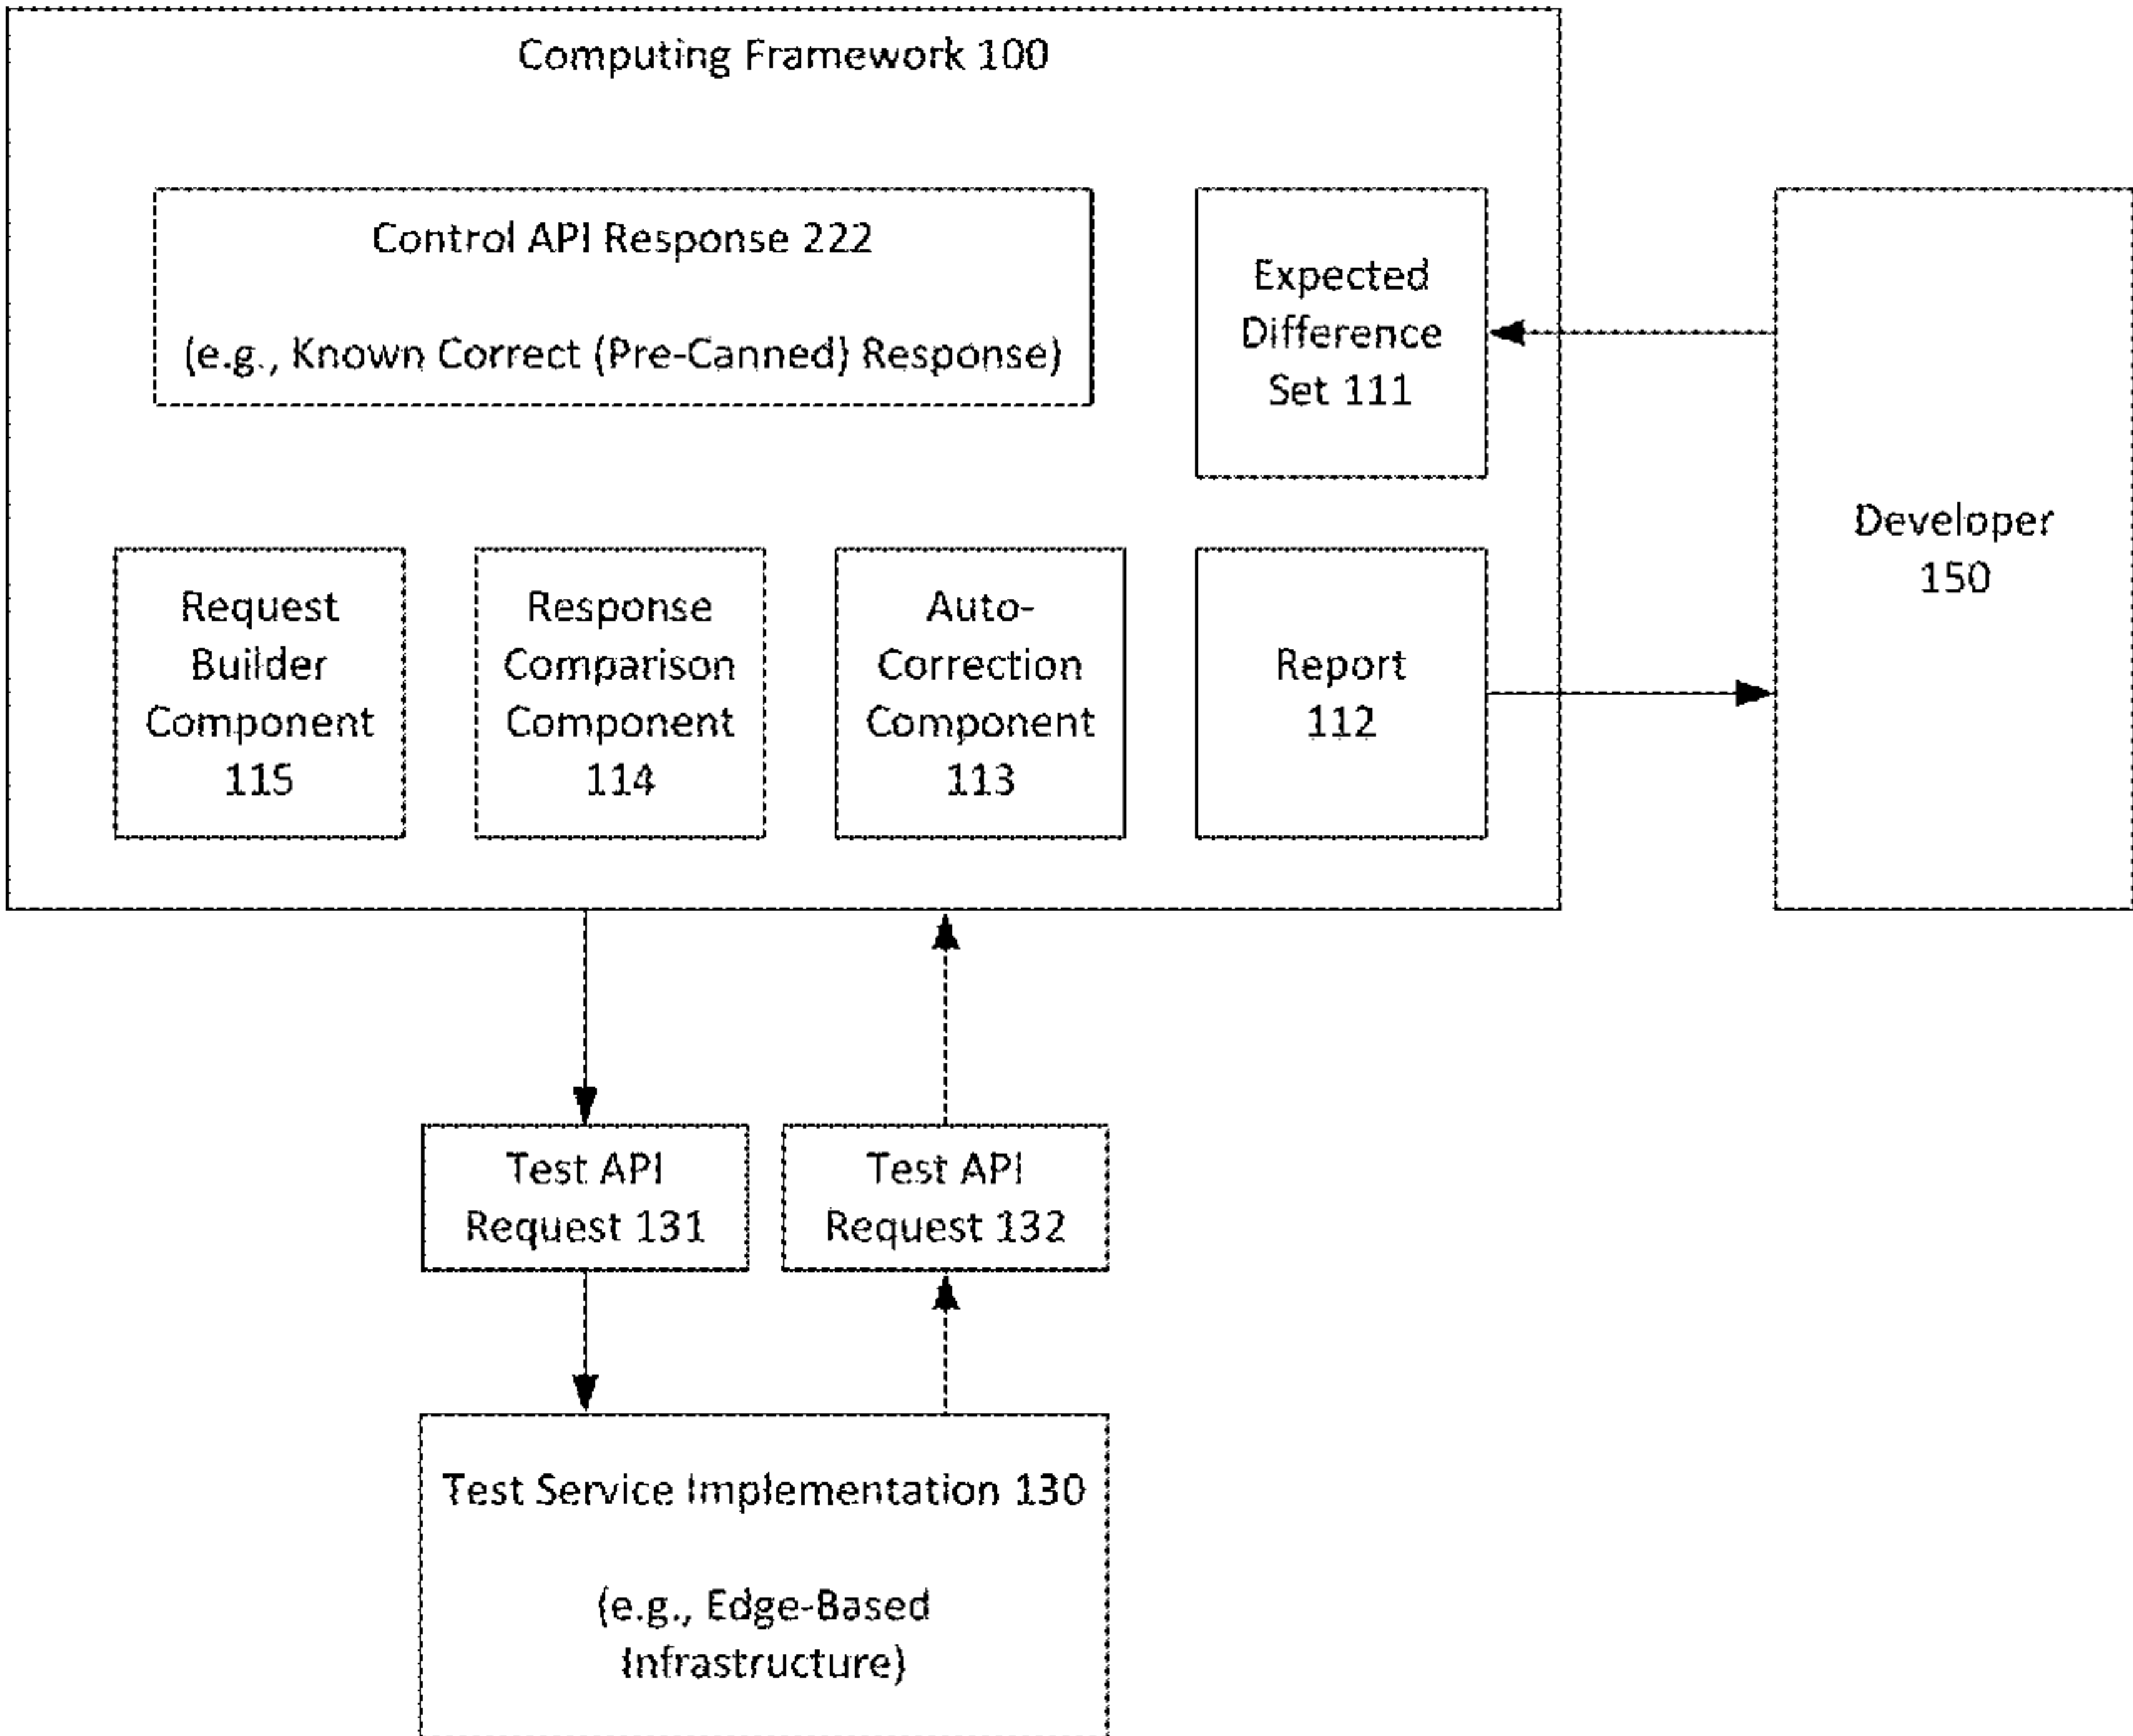 Computing Framework 100
Control API Response 222
(e.g., Known Correct (Pre-Canned) Response)
Expected
Difference
Set 111
Developer
150
Request
Builder
Component
115
Response
Comparison
Component
114
Auto-
Correction
Component
113
Report
112
Test API
Request 131
Test API
Request 132
Test Service Implementation 130
(e.g., Edge-Based
Infrastructure)